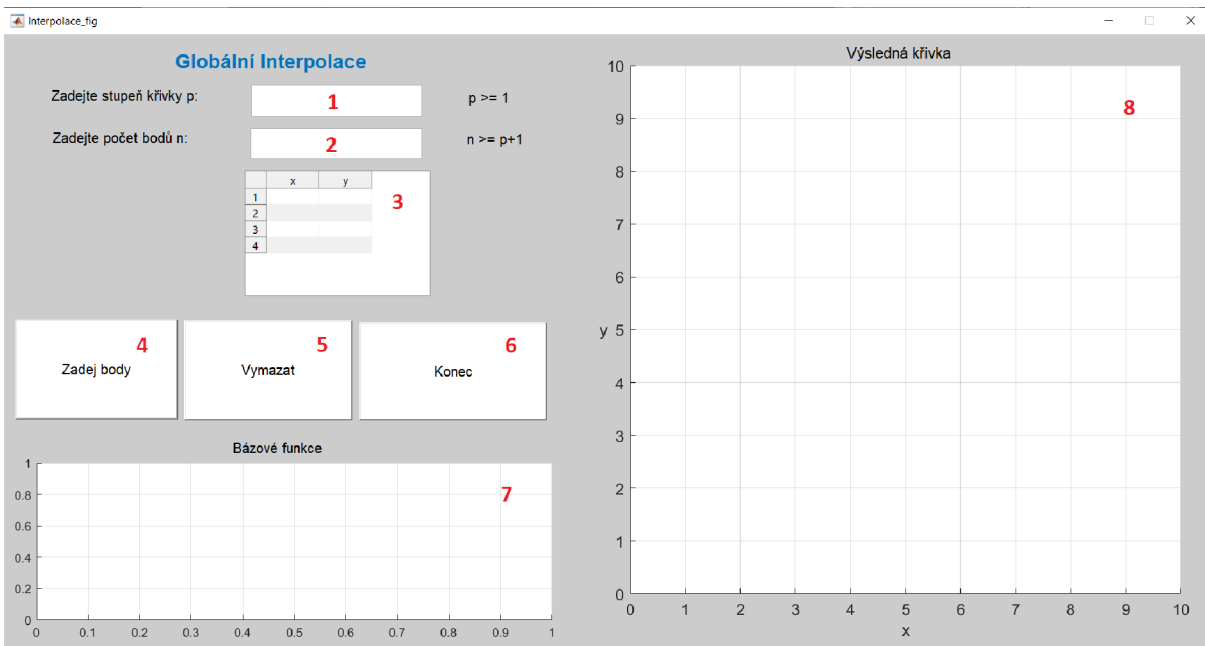 Interpolace_fig
Globální Interpolace
Zadejte stupeň křivky p:
1
p >= 1
Zadejte počet bodů n:
2
n >= p+1
x y
3
1
2
3
4
4
Zadej body
5
Vymazat
6
Konec
Bázové funkce
7
1
0.8
0.6
0.4
0.2
0
0 0.1 0.2 0.3 0.4 0.5 0.6 0.7 0.8 0.9 1
Výsledná křivka
8
10
9
8
7
6
y 5
4
3
2
1
0
0 1 2 3 4 5 6 7 8 9 10
x